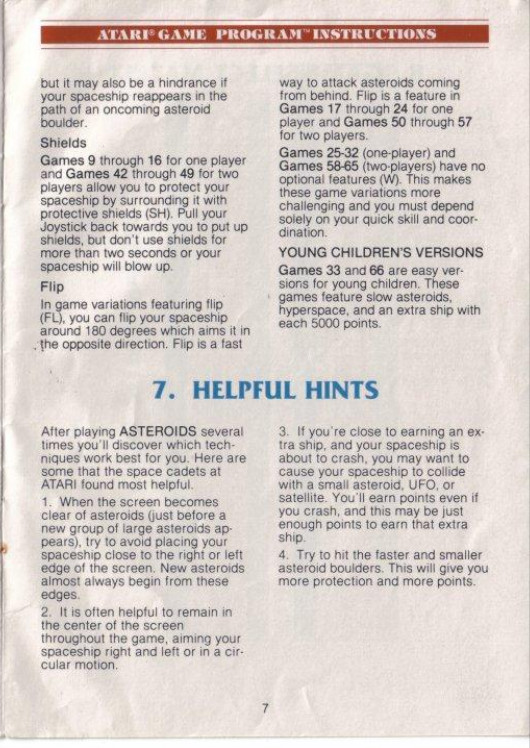 ATARI® GAME PROGRAM™ INSTRUCTIONS
but it may also be a hindrance if
your spaceship reappears in the
path of an oncoming asteroid
boulder.
Shields
Games 9 through 16 for one player
and Games 42 through 49 for two
players allow you to protect your
spaceship by surrounding it with
protective shields (SH). Pull your
Joystick back towards you to put up
shields, but don't use shields for
more than two seconds or your
spaceship will blow up.
Flip
In game variations featuring flip
(FL), you can flip your spaceship
around 180 degrees which aims it in
the opposite direction. Flip is a fast
way to attack asteroids coming
from behind. Flip is a feature in
Games 17 through 24 for one
player and Games 50 through 57
for two players.
Games 25-32 (one-player) and
Games 58-65 (two-players) have no
optional features (W). This makes
these game variations more
challenging and you must depend
solely on your quick skill and coor-
dination.
YOUNG CHILDREN'S VERSIONS
Games 33 and 66 are easy ver-
sions for young children. These
games feature slow asteroids,
hyperspace, and an extra ship with
each 5000 points.
7. HELPFUL HINTS
After playing ASTEROIDS several
times you'll discover which tech-
niques work best for you. Here are
some that the space cadets at
ATARI found most helpful.
1. When the screen becomes
clear of asteroids (just before a
new group of large asteroids ap-
pears), try to avoid placing your
spaceship close to the right or left
edge of the screen. New asteroids
almost always begin from these
edges.
2. It is often helpful to remain in
the center of the screen
throughout the game, aiming your
spaceship right and left or in a cir-
cular motion.
3. If you're close to earning an ex-
tra ship, and your spaceship is
about to crash, you may want to
cause your spaceship to collide
with a small asteroid, UFO, or
satellite. You'll earn points even if
you crash, and this may be just
enough points to earn that extra
ship.
4. Try to hit the faster and smaller
asteroid boulders. This will give you
more protection and more points.
7